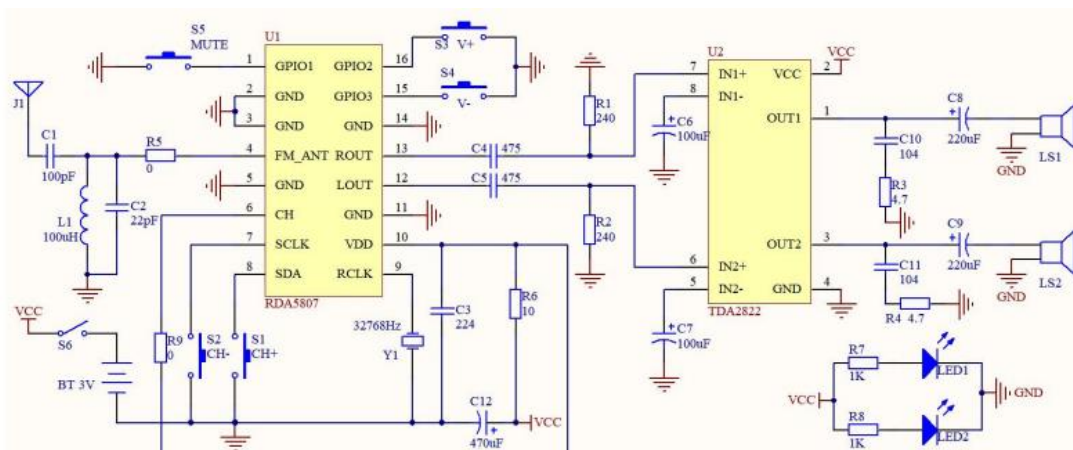 S5
MUTE
U1
1 GPIO1 GPIO2 16
S3 V+
2 GND GPIO3 15
S4
V-
3 GND GND 14
4 FM_ANT ROUT 13
5 GND LOUT 12
6 CH GND 11
7 SCLK VDD 10
8 SDA RCLK 9
RDA5807
J1
C1
100pF
R5
0
L1
100uH
C2
22pF
VCC
S6
BT 3V
R9
0
S2
CH-
S1
CH+
32768Hz
Y1
C3
224
R6
10
C12
470uF
VCC
C4 475
C5 475
R1
240
R2
240
C6
100uF
C7
100uF
U2
7 IN1+ VCC 2
VCC
8 IN1-
OUT1 1
OUT2 3
6 IN2+
5 IN2- GND 4
TDA2822
C8
220uF
C10
104
R3
4.7
GND
LS1
C9
220uF
C11
104
R4 4.7
GND
LS2
R7
1K
LED1
VCC
GND
R8
1K
LED2